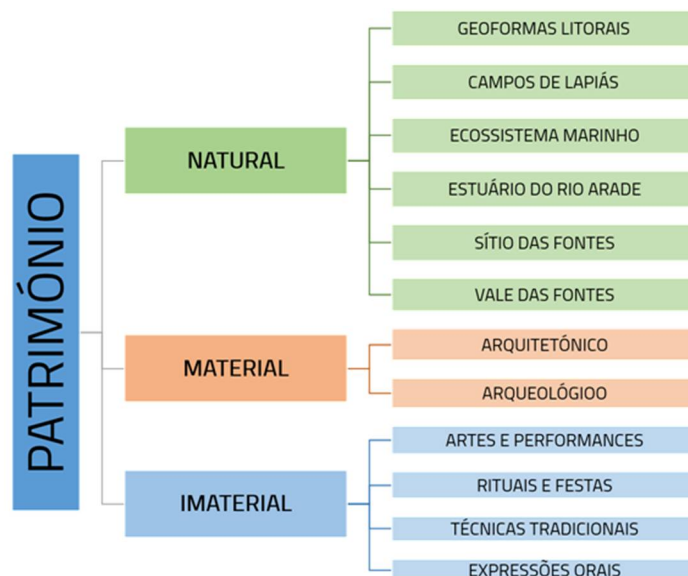 PATRIMÓNIO
NATURAL
GEOFORMAS LITORAIS
CAMPOS DE LAPIÁS
ECOSSISTEMA MARINHO
ESTUÁRIO DO RIO ARADE
SÍTIO DAS FONTES
VALE DAS FONTES
MATERIAL
ARQUITETÓNICO
ARQUEOLÓGIOO
IMATERIAL
ARTES E PERFORMANCES
RITUAIS E FESTAS
TÉCNICAS TRADICIONAIS
EXPRESSÕES ORAIS